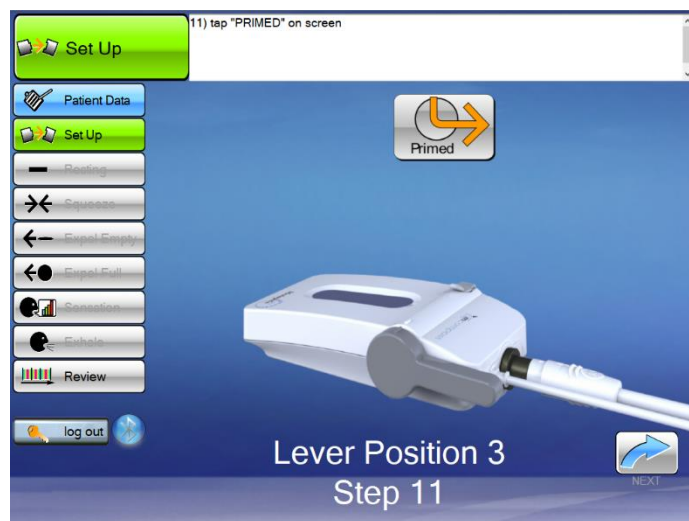 11) tap "PRIMED" on screen
Set Up
Patient Data
Set Up
Resting
Squeeze
Expel Empty
Expel Full
Sensation
Exhale
Review
log out
Primed
Lever Position 3
Step 11
NEXT